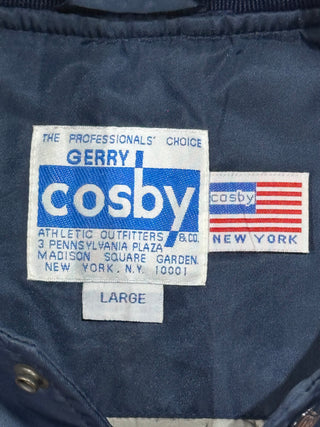 THE PROFESSIONALS' CHOICE
GERRY
cosby
ATHLETIC OUTFITTERS & CO.
3 PENNSYLVANIA PLAZA
MADISON SQUARE GARDEN
NEW YORK, N.Y. 10001
cosby
NEW YORK
LARGE